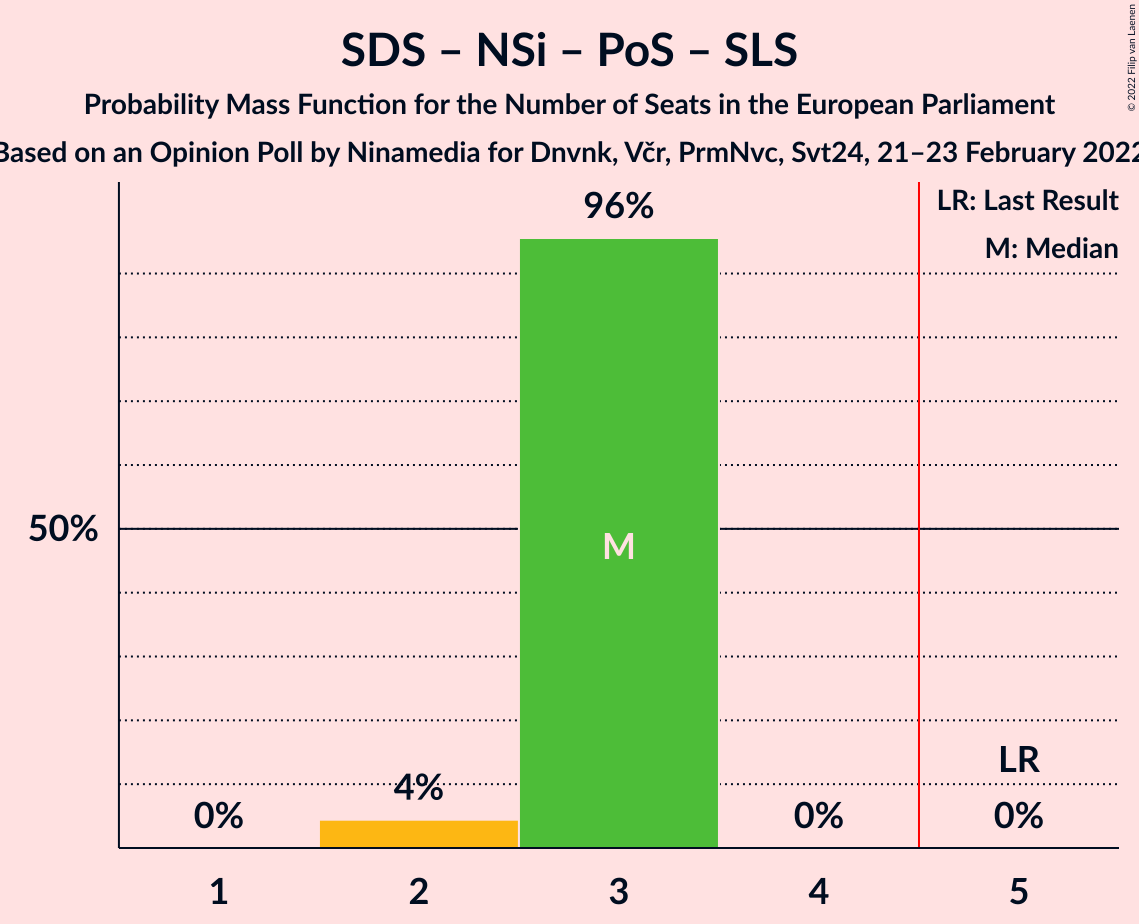 SDS – NSi – PoS – SLS
Probability Mass Function for the Number of Seats in the European Parliament
Based on an Opinion Poll by Ninamedia for Dnvnk, Včr, PrmNvc, Svt24, 21–23 February 2022
© 2022 Filip van Laenen
LR: Last Result
M: Median
96%
50%
M
LR
0%
4%
0%
0%
1
2
3
4
5